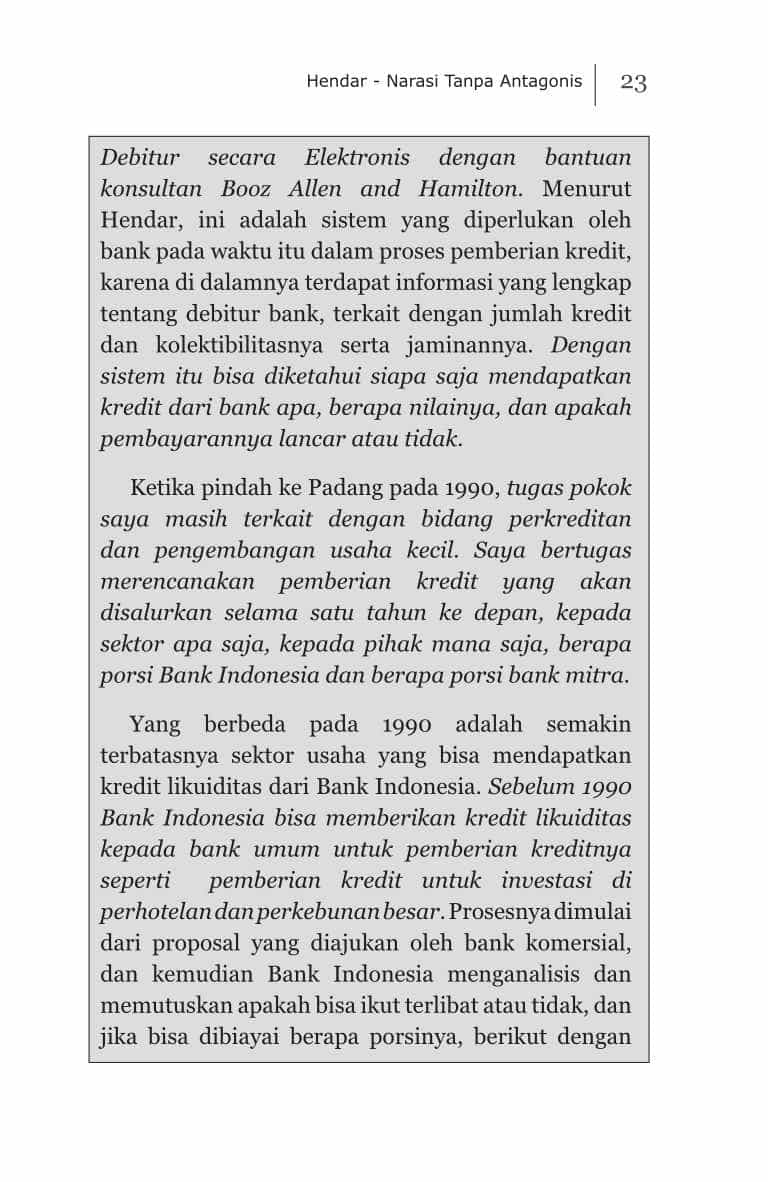 Hendar - Narasi Tanpa Antagonis 23
Debitur secara Elektronis dengan bantuan
konsultan Booz Allen and Hamilton. Menurut
Hendar, ini adalah sistem yang diperlukan oleh
bank pada waktu itu dalam proses pemberian kredit,
karena di dalamnya terdapat informasi yang lengkap
tentang debitur bank, terkait dengan jumlah kredit
dan kolektibilitasnya serta jaminannya. Dengan
sistem itu bisa diketahui siapa saja mendapatkan
kredit dari bank apa, berapa nilainya, dan apakah
pembayarannya lancar atau tidak.
Ketika pindah ke Padang pada 1990, tugas pokok
saya masih terkait dengan bidang perkreditan
dan pengembangan usaha kecil. Saya bertugas
merencanakan pemberian kredit yang akan
disalurkan selama satu tahun ke depan, kepada
sektor apa saja, kepada pihak mana saja, berapa
porsi Bank Indonesia dan berapa porsi bank mitra.
Yang berbeda pada 1990 adalah semakin
terbatasnya sektor usaha yang bisa mendapatkan
kredit likuiditas dari Bank Indonesia. Sebelum 1990
Bank Indonesia bisa memberikan kredit likuiditas
kepada bank umum untuk pemberian kreditnya
seperti pemberian kredit untuk investasi di
perhotelan dan perkebunan besar. Prosesnya dimulai
dari proposal yang diajukan oleh bank komersial,
dan kemudian Bank Indonesia menganalisis dan
memutuskan apakah bisa ikut terlibat atau tidak, dan
jika bisa dibiayai berapa porsinya, berikut dengan